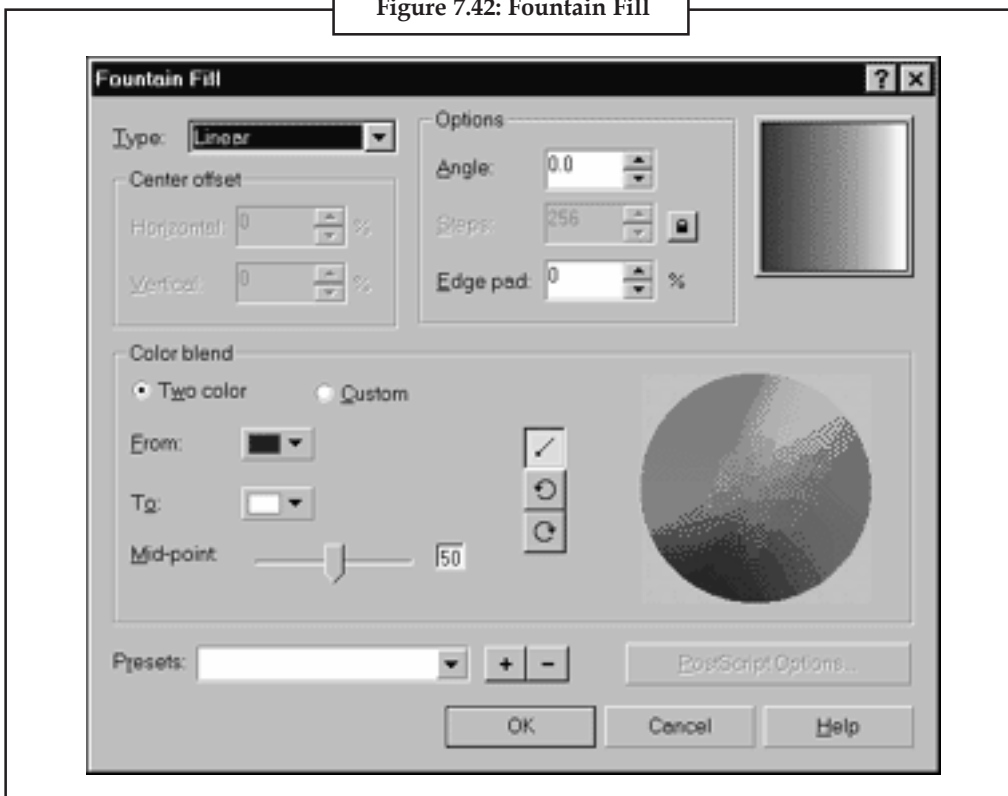 Figure 7.42: Fountain Fill
Fountain Fill
Type: Linear
Options
Angle: 0.0
Steps: 256
Edge pad: 0 %
Center offset
Horizontal: 0 %
Vertical: 0 %
Color blend
Two color
Custom
From:
To:
Mid-point 50
Presets:
+ -
PostScript Options...
OK Cancel Help